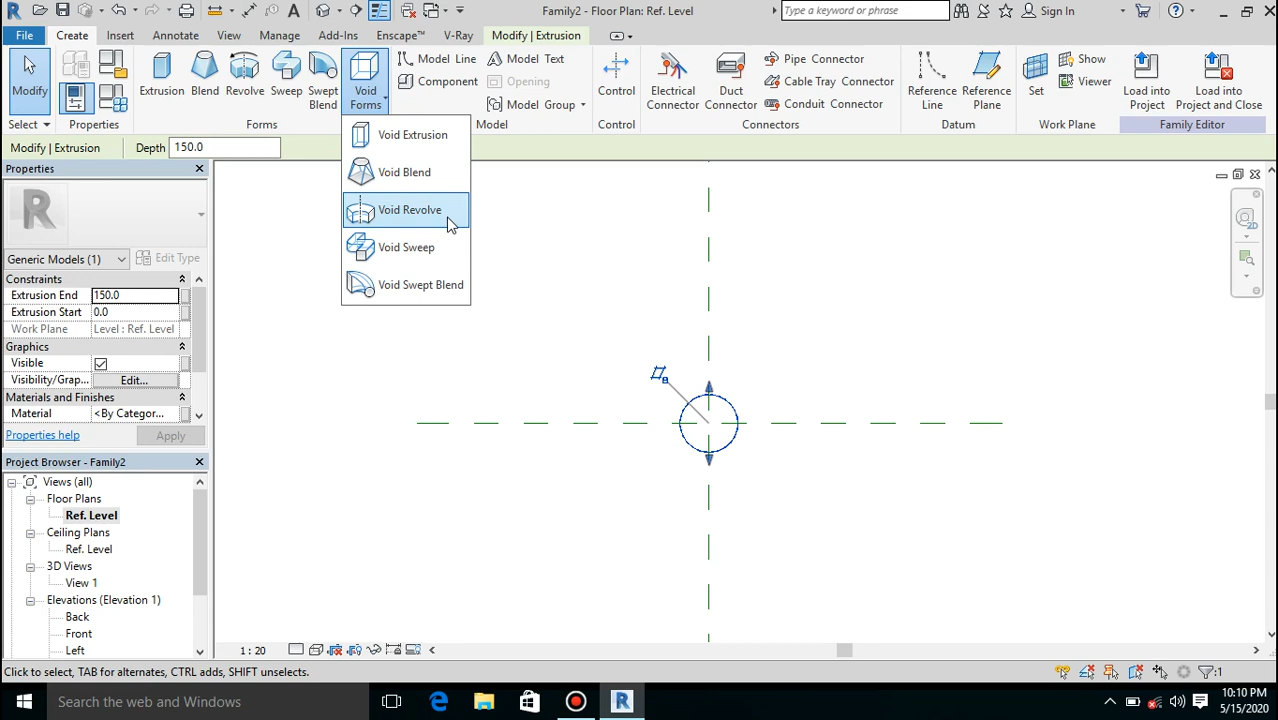 Family2 - Floor Plan: Ref. Level
Type a keyword or phrase
Sign In
File Create Insert Annotate View Manage Add-Ins Enscape™ V-Ray Modify | Extrusion
Modify
Select
Properties
Extrusion Blend Revolve Sweep Swept Blend Void Forms
Forms
Model Line
Component
Model Text
Opening
Model Group
Model
Control
Control
Electrical Connector
Duct Connector
Pipe Connector
Cable Tray Connector
Conduit Connector
Connectors
Reference Line
Reference Plane
Datum
Set
Show
Viewer
Work Plane
Load into Project
Load into Project and Close
Family Editor
Modify | Extrusion Depth 150.0
Void Extrusion
Void Blend
Void Revolve
Void Sweep
Void Swept Blend
Properties
R
Generic Models (1) Edit Type
Constraints
Extrusion End 150.0
Extrusion Start 0.0
Work Plane Level : Ref. Level
Graphics
Visible
Visibility/Grap... Edit...
Materials and Finishes
Material <By Categor...
Properties help Apply
Project Browser - Family2
Views (all)
Floor Plans
Ref. Level
Ceiling Plans
Ref. Level
3D Views
View 1
Elevations (Elevation 1)
Back
Front
Left
2D
1 : 20
Click to select, TAB for alternates, CTRL adds, SHIFT unselects.
:1
Search the web and Windows
10:10 PM
5/15/2020